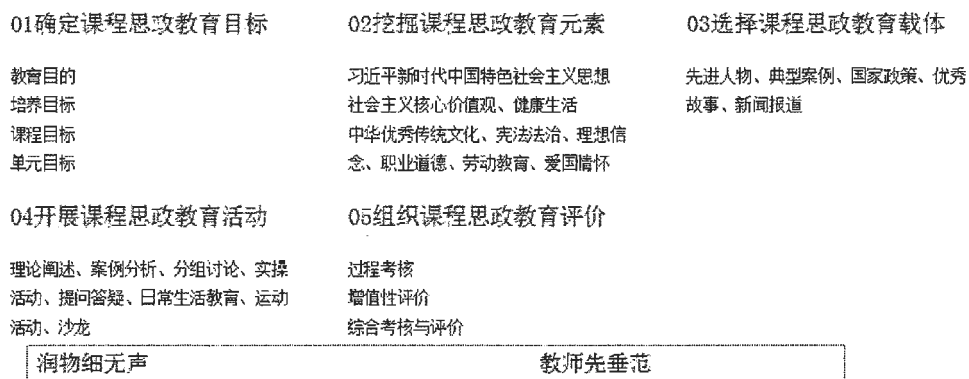 01确定课程思政教育目标
教育目的
培养目标
课程目标
单元目标
02挖掘课程思政教育元素
习近平新时代中国特色社会主义思想
社会主义核心价值观、健康生活
中华优秀传统文化、宪法法治、理想信
念、职业道德、劳动教育、爱国情怀
03选择课程思政教育载体
先进人物、典型案例、国家政策、优秀
故事、新闻报道
04开展课程思政教育活动
理论阐述、案例分析、分组讨论、实操
活动、提问答疑、日常生活教育、运动
活动、沙龙
05组织课程思政教育评价
过程考核
增值性评价
综合考核与评价
润物细无声
教师先垂范